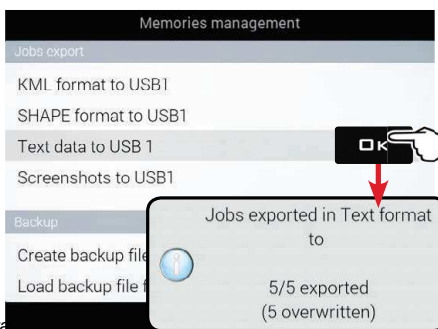 Memories management
Jobs export
KML format to USB1
SHAPE format to USB1
Text data to USB 1
OK
Screenshots to USB1
Backup
Create backup file
Load backup file f
Jobs exported in Text format
to
5/5 exported
(5 overwritten)
a